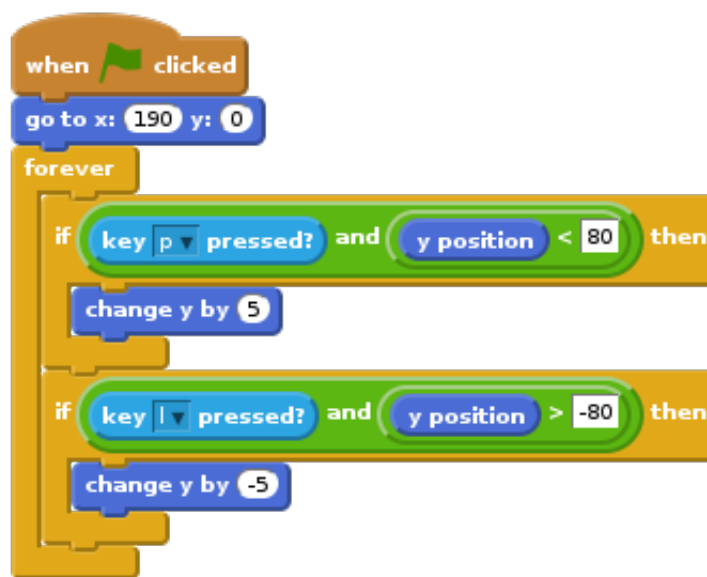 when clicked
go to x: 190 y: 0
forever
if key p pressed? and y position < 80 then
change y by 5
if key l pressed? and y position > -80 then
change y by -5